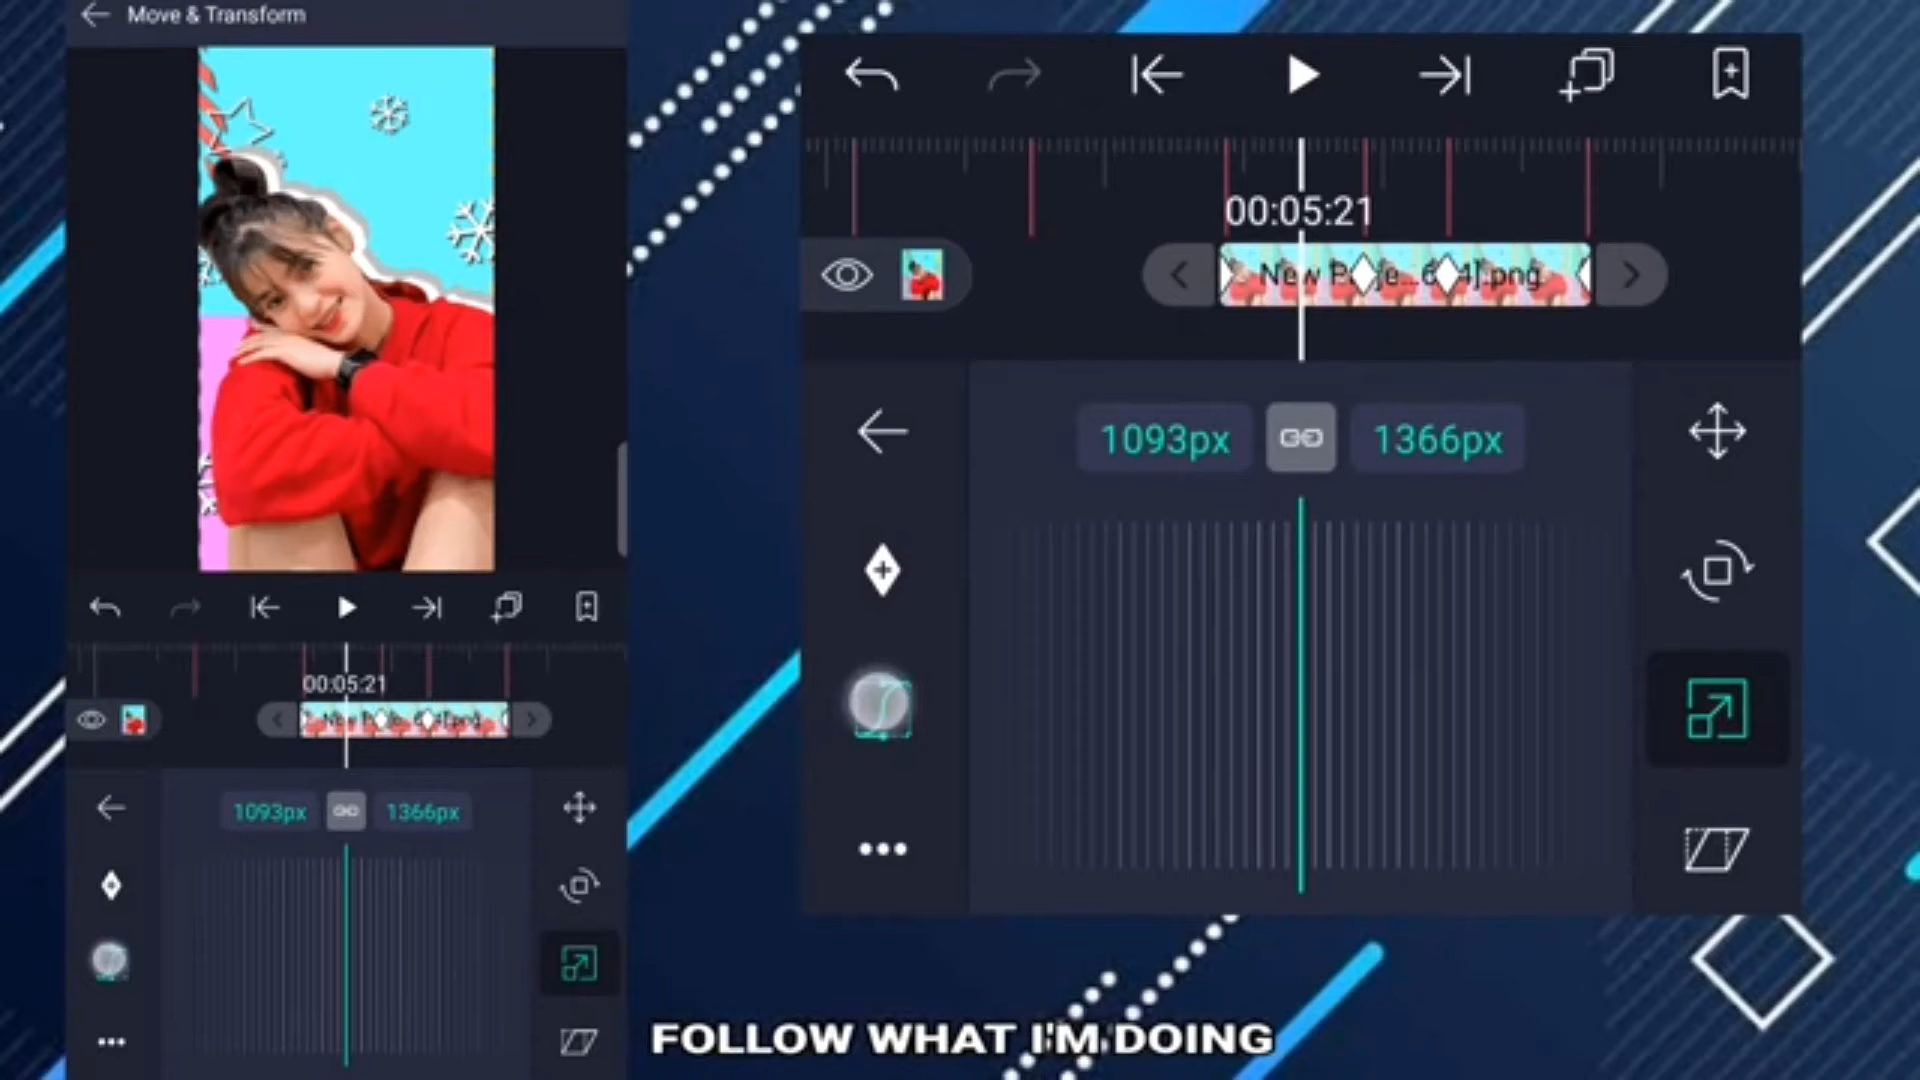 Move & Transform
00:05:21
New P
je...6
4].png
1093px
1366px
00:05:21
1093px
1366px
FOLLOW WHAT I'M DOING